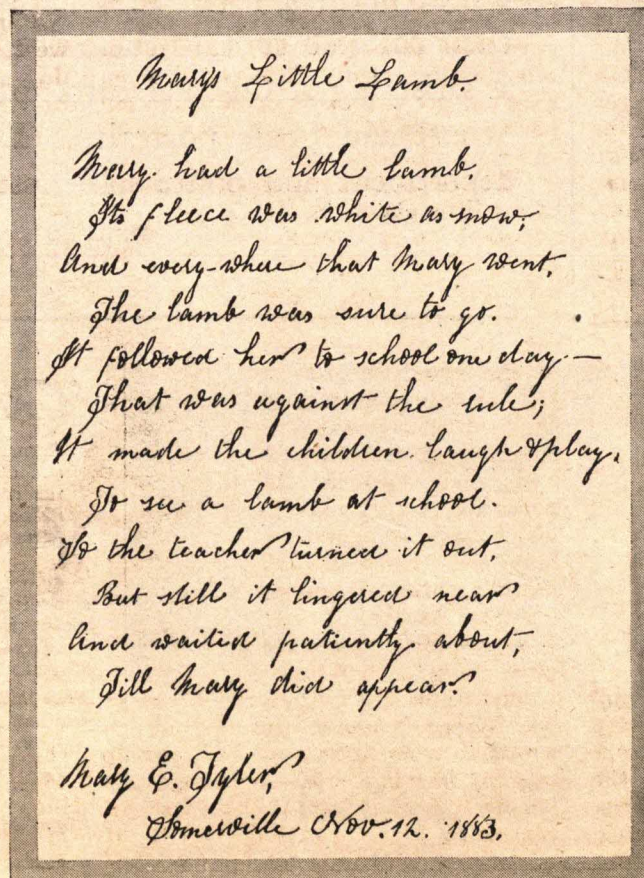 Marys Little Lamb.
Mary had a little lamb,
Its fleece was white as snow,
And every-where that Mary went,
The lamb was sure to go.
It followed her to school one day —
That was against the rule;
It made the children laugh & play,
To see a lamb at school.
So the teacher turned it out,
But still it lingered near
And waited patiently about,
Till Mary did appear.
Mary E. Tyler,
Somerville Nov. 12. 1883.